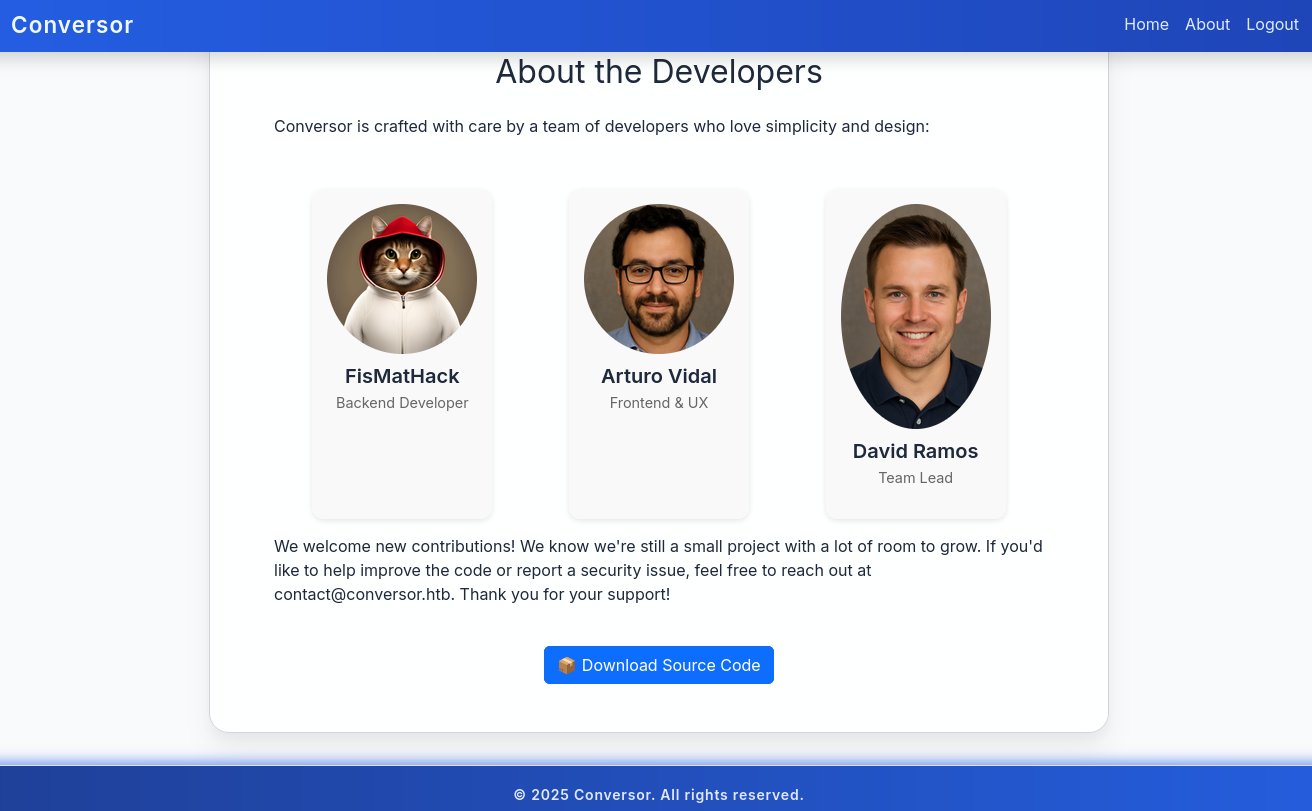 Conversor
Home About Logout
About the Developers
Conversor is crafted with care by a team of developers who love simplicity and design:
FisMatHack
Backend Developer
Arturo Vidal
Frontend & UX
David Ramos
Team Lead
We welcome new contributions! We know we're still a small project with a lot of room to grow. If you'd
like to help improve the code or report a security issue, feel free to reach out at
contact@conversor.htb. Thank you for your support!
📦 Download Source Code
© 2025 Conversor. All rights reserved.